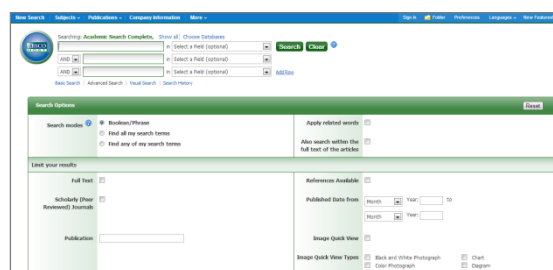 New Search Subjects Publications Company Information More Sign In Folder Preferences Languages New Features
Searching: Academic Search Complete, Show all Choose Databases
EBSCO
HOST
in Select a Field (optional) Search Clear
AND in Select a Field (optional)
AND in Select a Field (optional) Add Row
Basic Search Advanced Search Visual Search Search History
Search Options Reset
Search modes Boolean/Phrase
Find all my search terms
Find any of my search terms
Apply related words
Also search within the
full text of the articles
Limit your results
Full Text
References Available
Scholarly (Peer
Reviewed) Journals
Published Date from Month Year: to
Month Year:
Publication
Image Quick View
Image Quick View Types Black and White Photograph Chart
Color Photograph Diagram